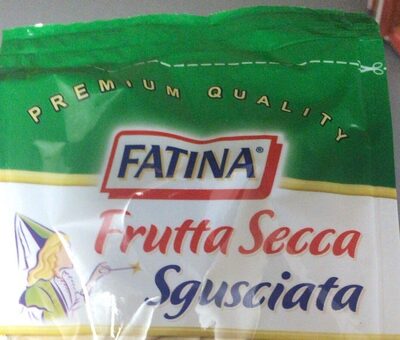 PREMIUM QUALITY
FATINA®
Frutta Secca
Sgusciata